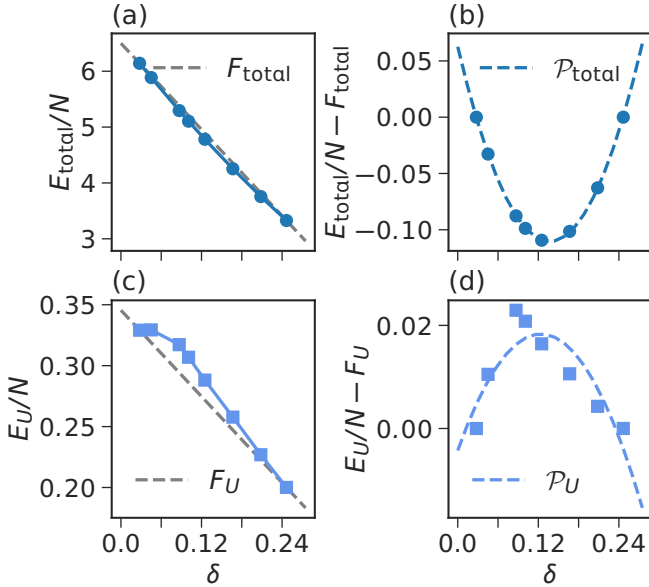 (a)
E_total/N
6
5
4
3
F_total
(b)
E_total/N − F_total
0.05
0.00
−0.05
−0.10
𝒫_total
(c)
E_U/N
0.35
0.30
0.25
0.20
F_U
0.0 0.12 0.24
δ
(d)
E_U/N − F_U
0.02
0.00
𝒫_U
0.0 0.12 0.24
δ